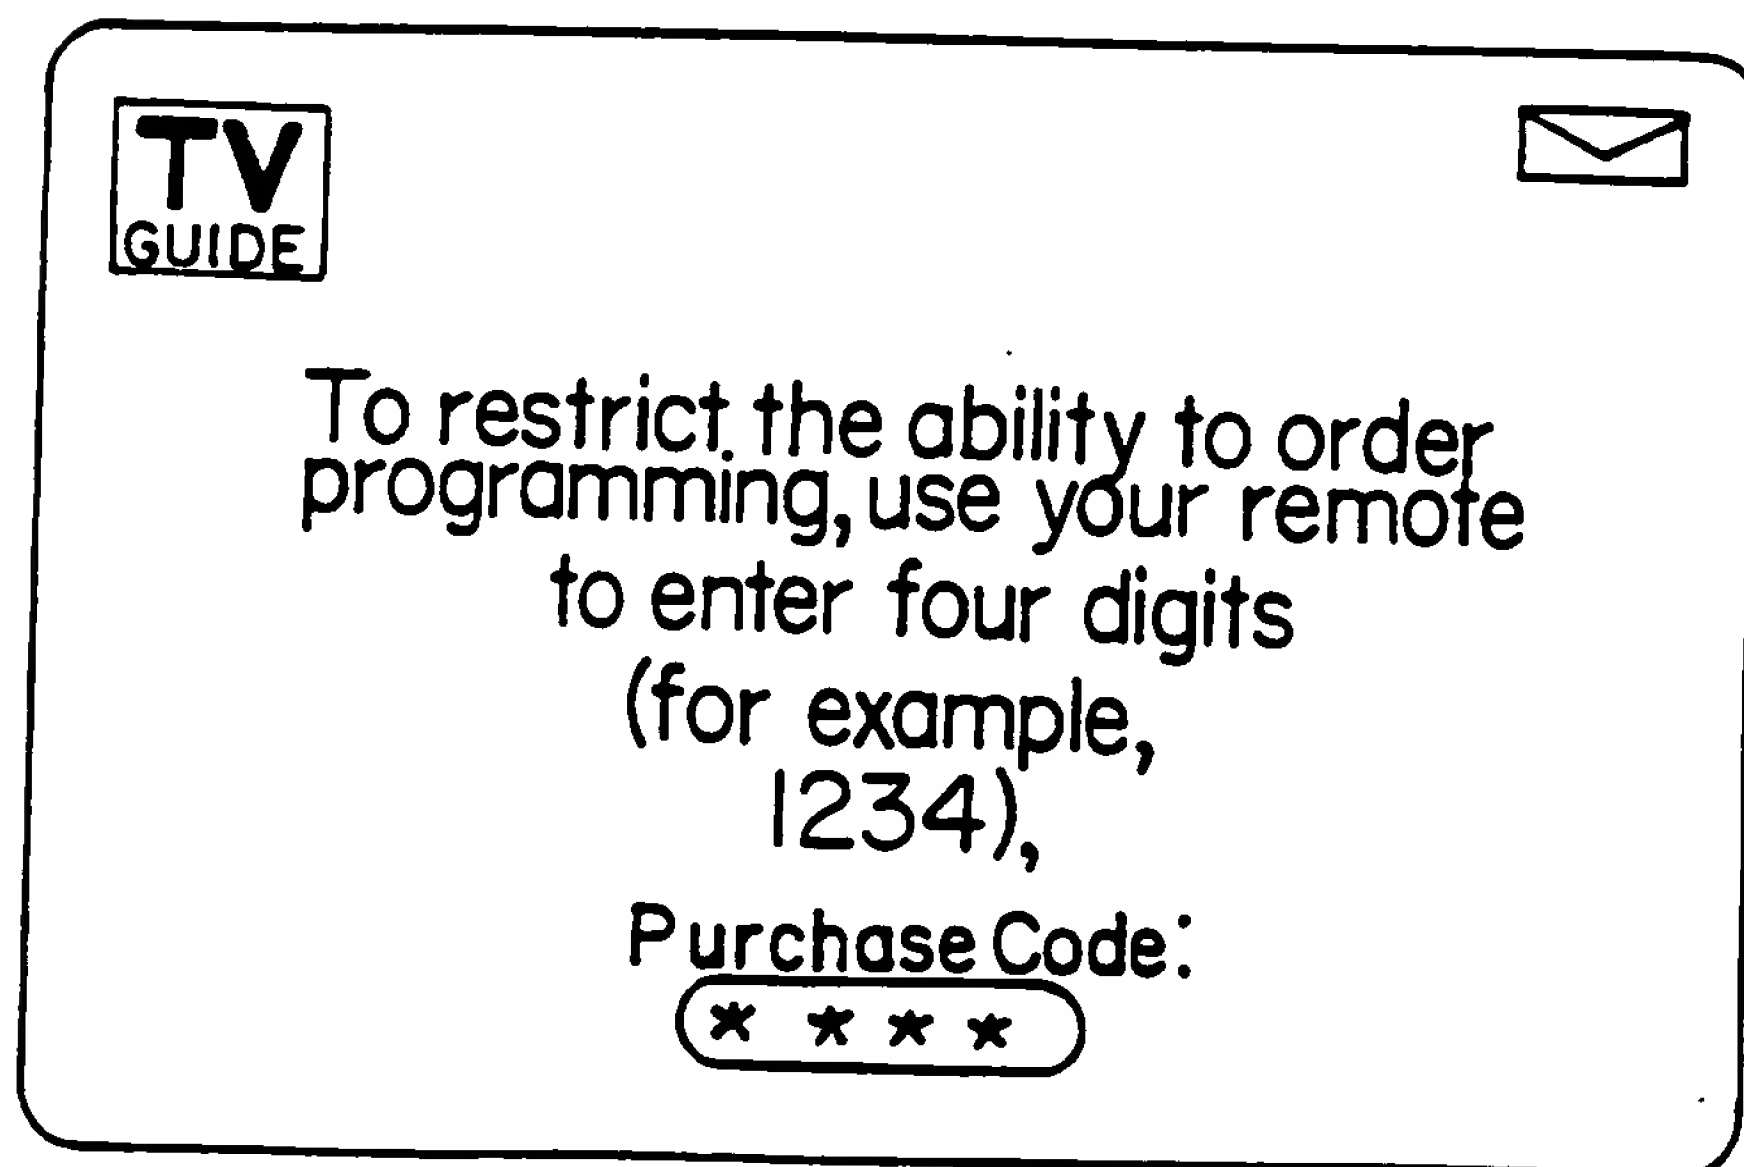 TV
GUIDE
To restrict the ability to order
programming, use your remote
to enter four digits
(for example,
1234),
Purchase Code:
* * * *